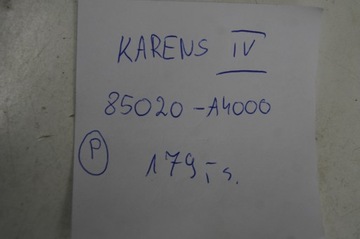 KARENS IV
85020-A4000
P 179,- s.